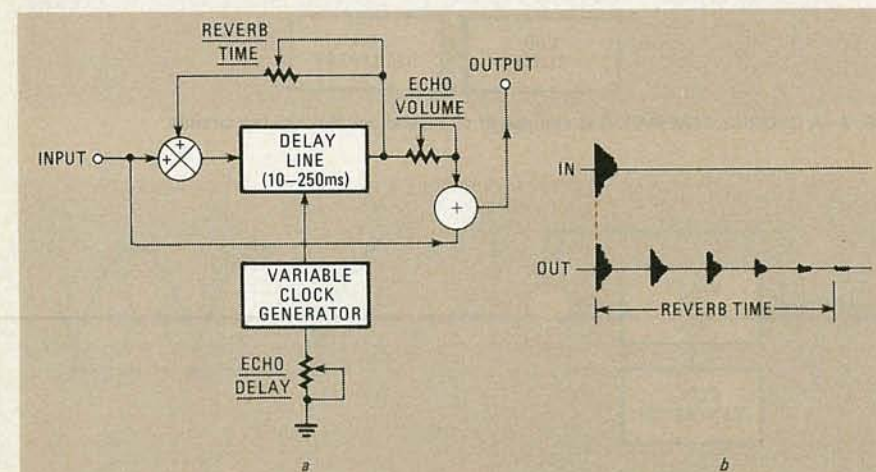 REVERB
TIME
OUTPUT
ECHO
VOLUME
INPUT
+
+
DELAY
LINE
(10–250ms)
+
VARIABLE
CLOCK
GENERATOR
ECHO
DELAY
a
IN
OUT
REVERB TIME
b